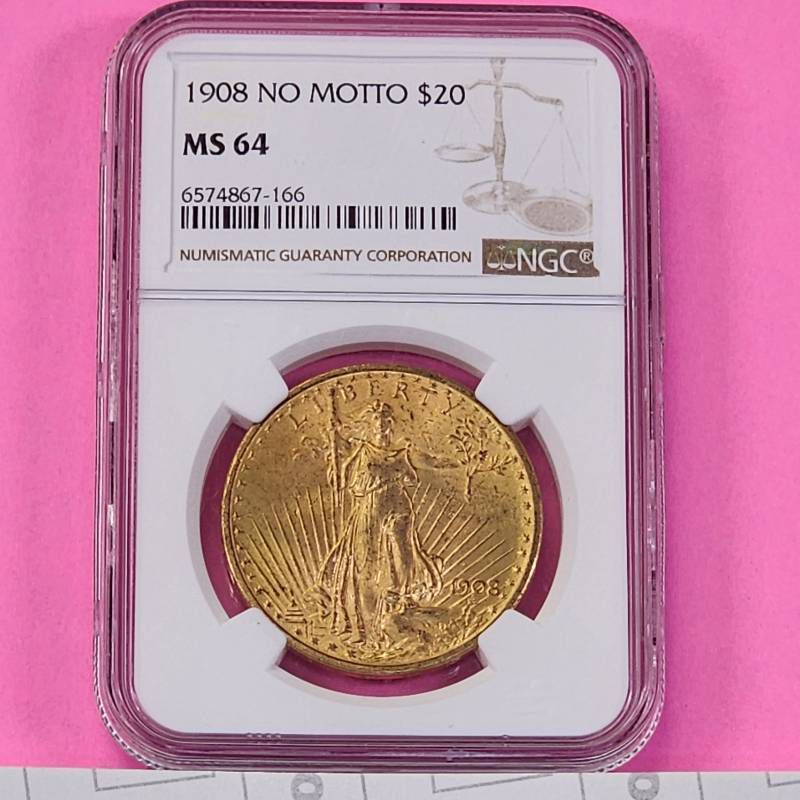 1908 NO MOTTO $20
MS 64
6574867-166
NUMISMATIC GUARANTY CORPORATION
NGC®
LIBERTY
1908